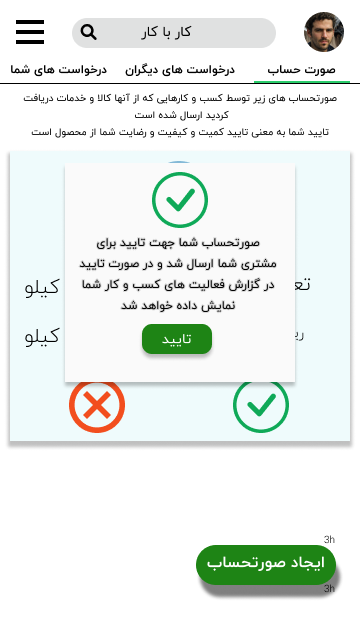 کار با کار
صورت حساب
درخواست های دیگران
درخواست های شما
صورتحساب های زیر توسط کسب و کارهایی که از آنها کالا و خدمات دریافت
کردید ارسال شده است
تایید شما به معنی تایید کمیت و کیفیت و رضایت شما از محصول است
صورتحساب شما جهت تایید برای
مشتری شما ارسال شد و در صورت تایید
در گزارش فعالیت های کسب و کار شما
نمایش داده خواهد شد
تایید
کیلو
کیلو
3h
ایجاد صورتحساب
3h